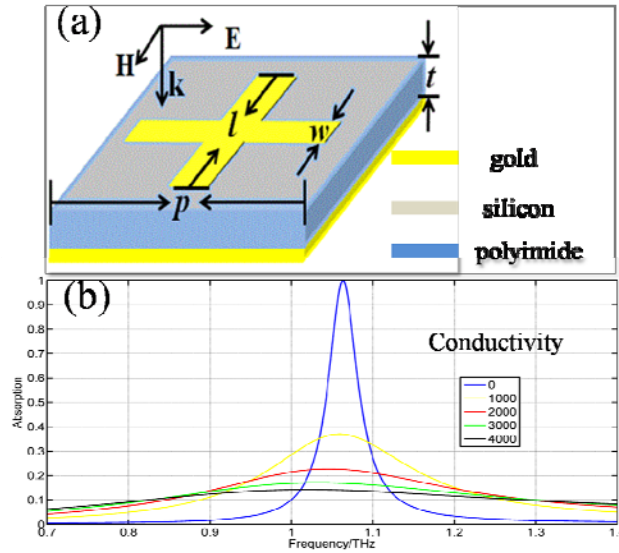 (a)
E
H
k
t
l
w
p
gold
silicon
polyimide
(b)
Conductivity
0
1000
2000
3000
4000
1
0.9
0.8
0.7
0.6
0.5
0.4
0.3
0.2
0.1
0
Absorption
0.7 0.8 0.9 1 1.1 1.2 1.3
Frequency/THz